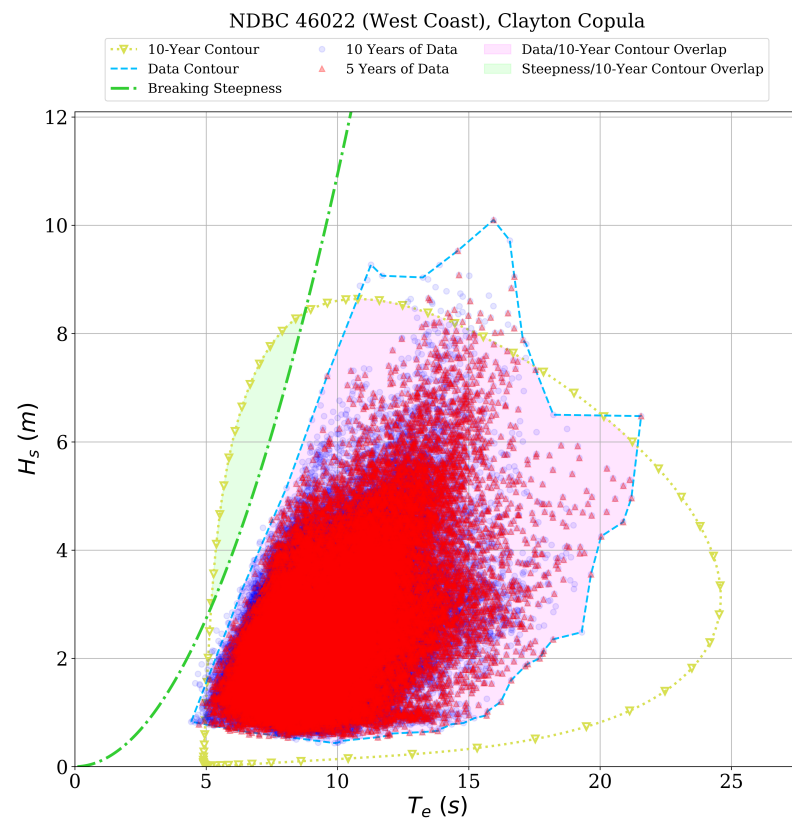 NDBC 46022 (West Coast), Clayton Copula
10-Year Contour
Data Contour
Breaking Steepness
10 Years of Data
5 Years of Data
Data/10-Year Contour Overlap
Steepness/10-Year Contour Overlap
12
10
8
6
4
2
0
H_s (m)
0 5 10 15 20 25
T_e (s)